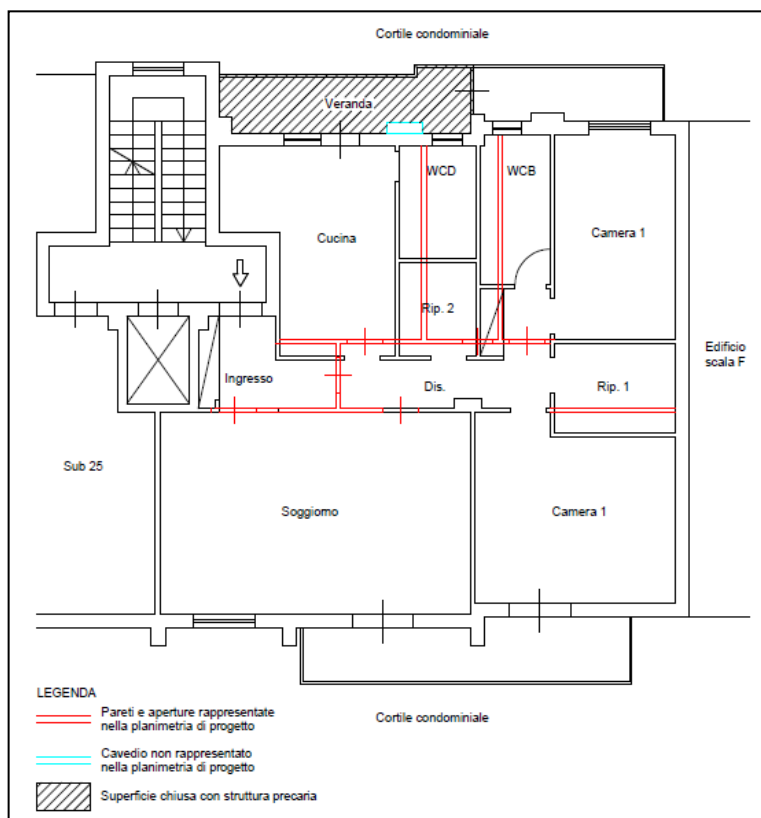 Cortile condominiale
Veranda
WCD
WCB
Cucina
Camera 1
Rip. 2
Edificio
scala F
Ingresso
Dis.
Rip. 1
Sub 25
Soggiorno
Camera 1
LEGENDA
Pareti e aperture rappresentate
nella planimetria di progetto
Cortile condominiale
Cavedio non rappresentato
nella planimetria di progetto
Superficie chiusa con struttura precaria